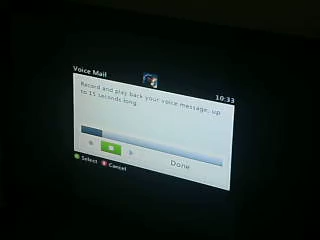 Voice Mail
10:33
Record and play back your voice message, up
to 15 seconds long.
Done
A Select B Cancel